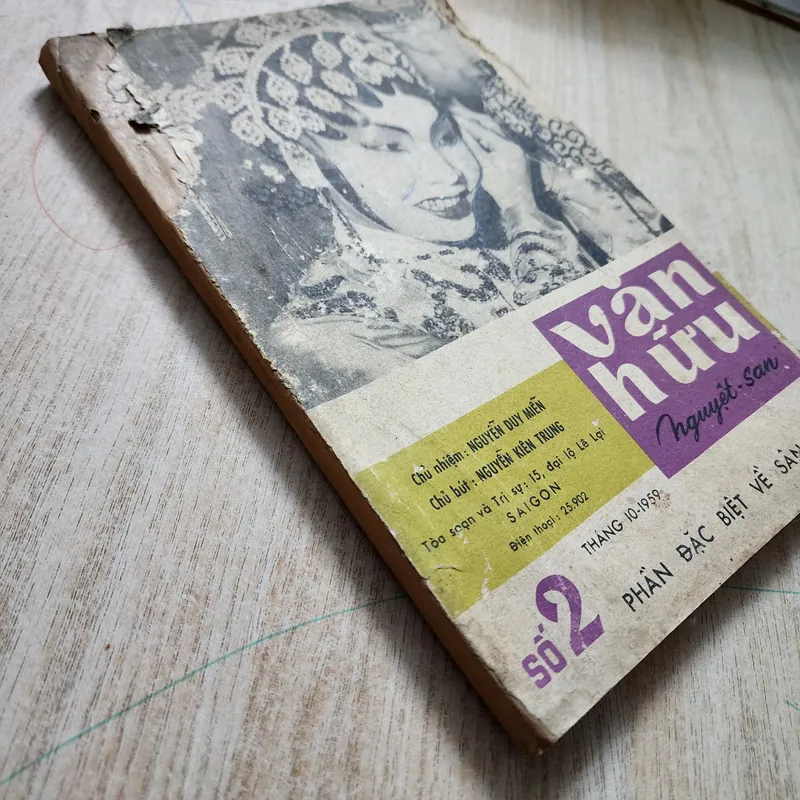 Văn
hữu
nguyệt-san
Chủ nhiệm: NGUYỄN DUY MIỄN
Chủ bút: NGUYỄN KIÊN TRUNG
Tòa soạn và Trị sự: 15, đại lộ Lê Lợi
SAIGON
Điện thoại: 25.902
SỐ 2
THÁNG 10-1959
PHẦN ĐẶC BIỆT VỀ SÂN